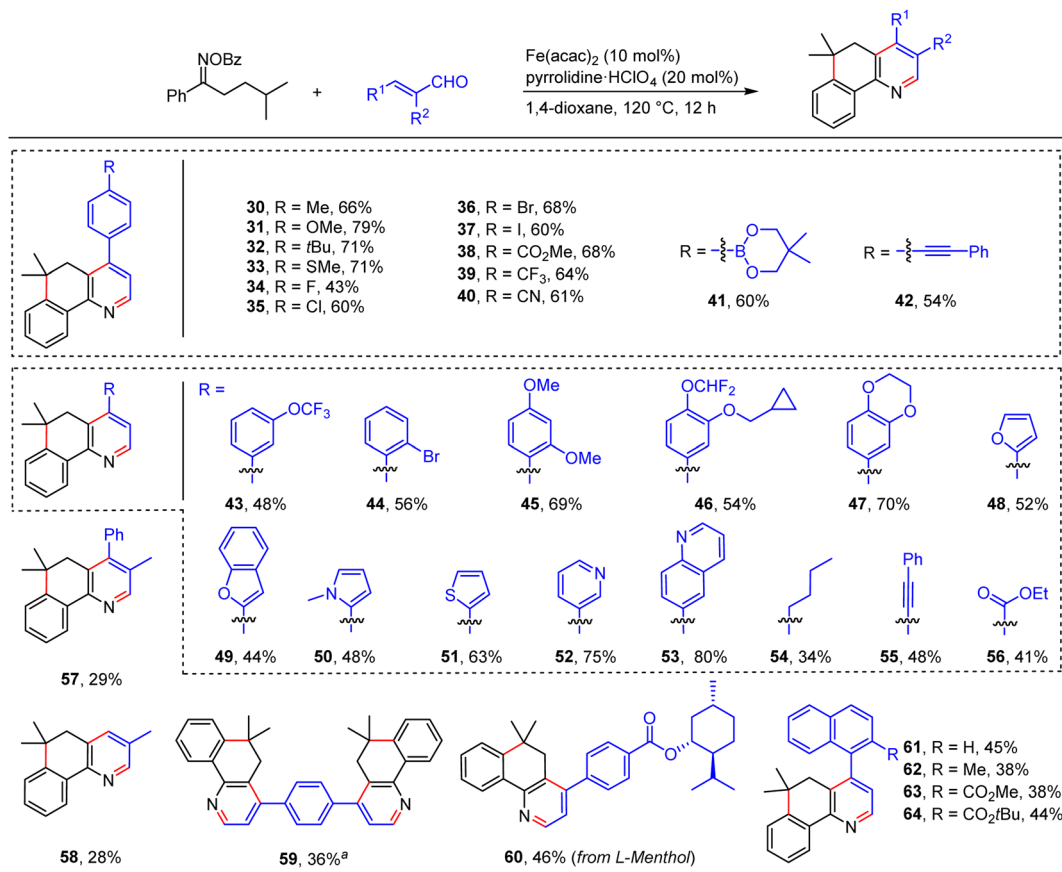 NOBz
Ph
+
R1
CHO
R2
Fe(acac)2 (10 mol%)
pyrrolidine·HClO4 (20 mol%)
1,4-dioxane, 120 °C, 12 h
R1
R2
N
R
N
30, R = Me, 66%
31, R = OMe, 79%
32, R = tBu, 71%
33, R = SMe, 71%
34, R = F, 43%
35, R = Cl, 60%
36, R = Br, 68%
37, R = I, 60%
38, R = CO2Me, 68%
39, R = CF3, 64%
40, R = CN, 61%
R =
B
O
O
41, 60%
R =
Ph
42, 54%
R
N
R =
OCF3
43, 48%
Br
44, 56%
OMe
OMe
45, 69%
OCHF2
O
46, 54%
O
O
47, 70%
O
48, 52%
Ph
N
57, 29%
O
49, 44%
N
50, 48%
S
51, 63%
N
52, 75%
N
53, 80%
54, 34%
Ph
55, 48%
O
OEt
56, 41%
N
58, 28%
N
N
59, 36%a
N
O
O
60, 46% (from L-Menthol)
R
N
61, R = H, 45%
62, R = Me, 38%
63, R = CO2Me, 38%
64, R = CO2tBu, 44%